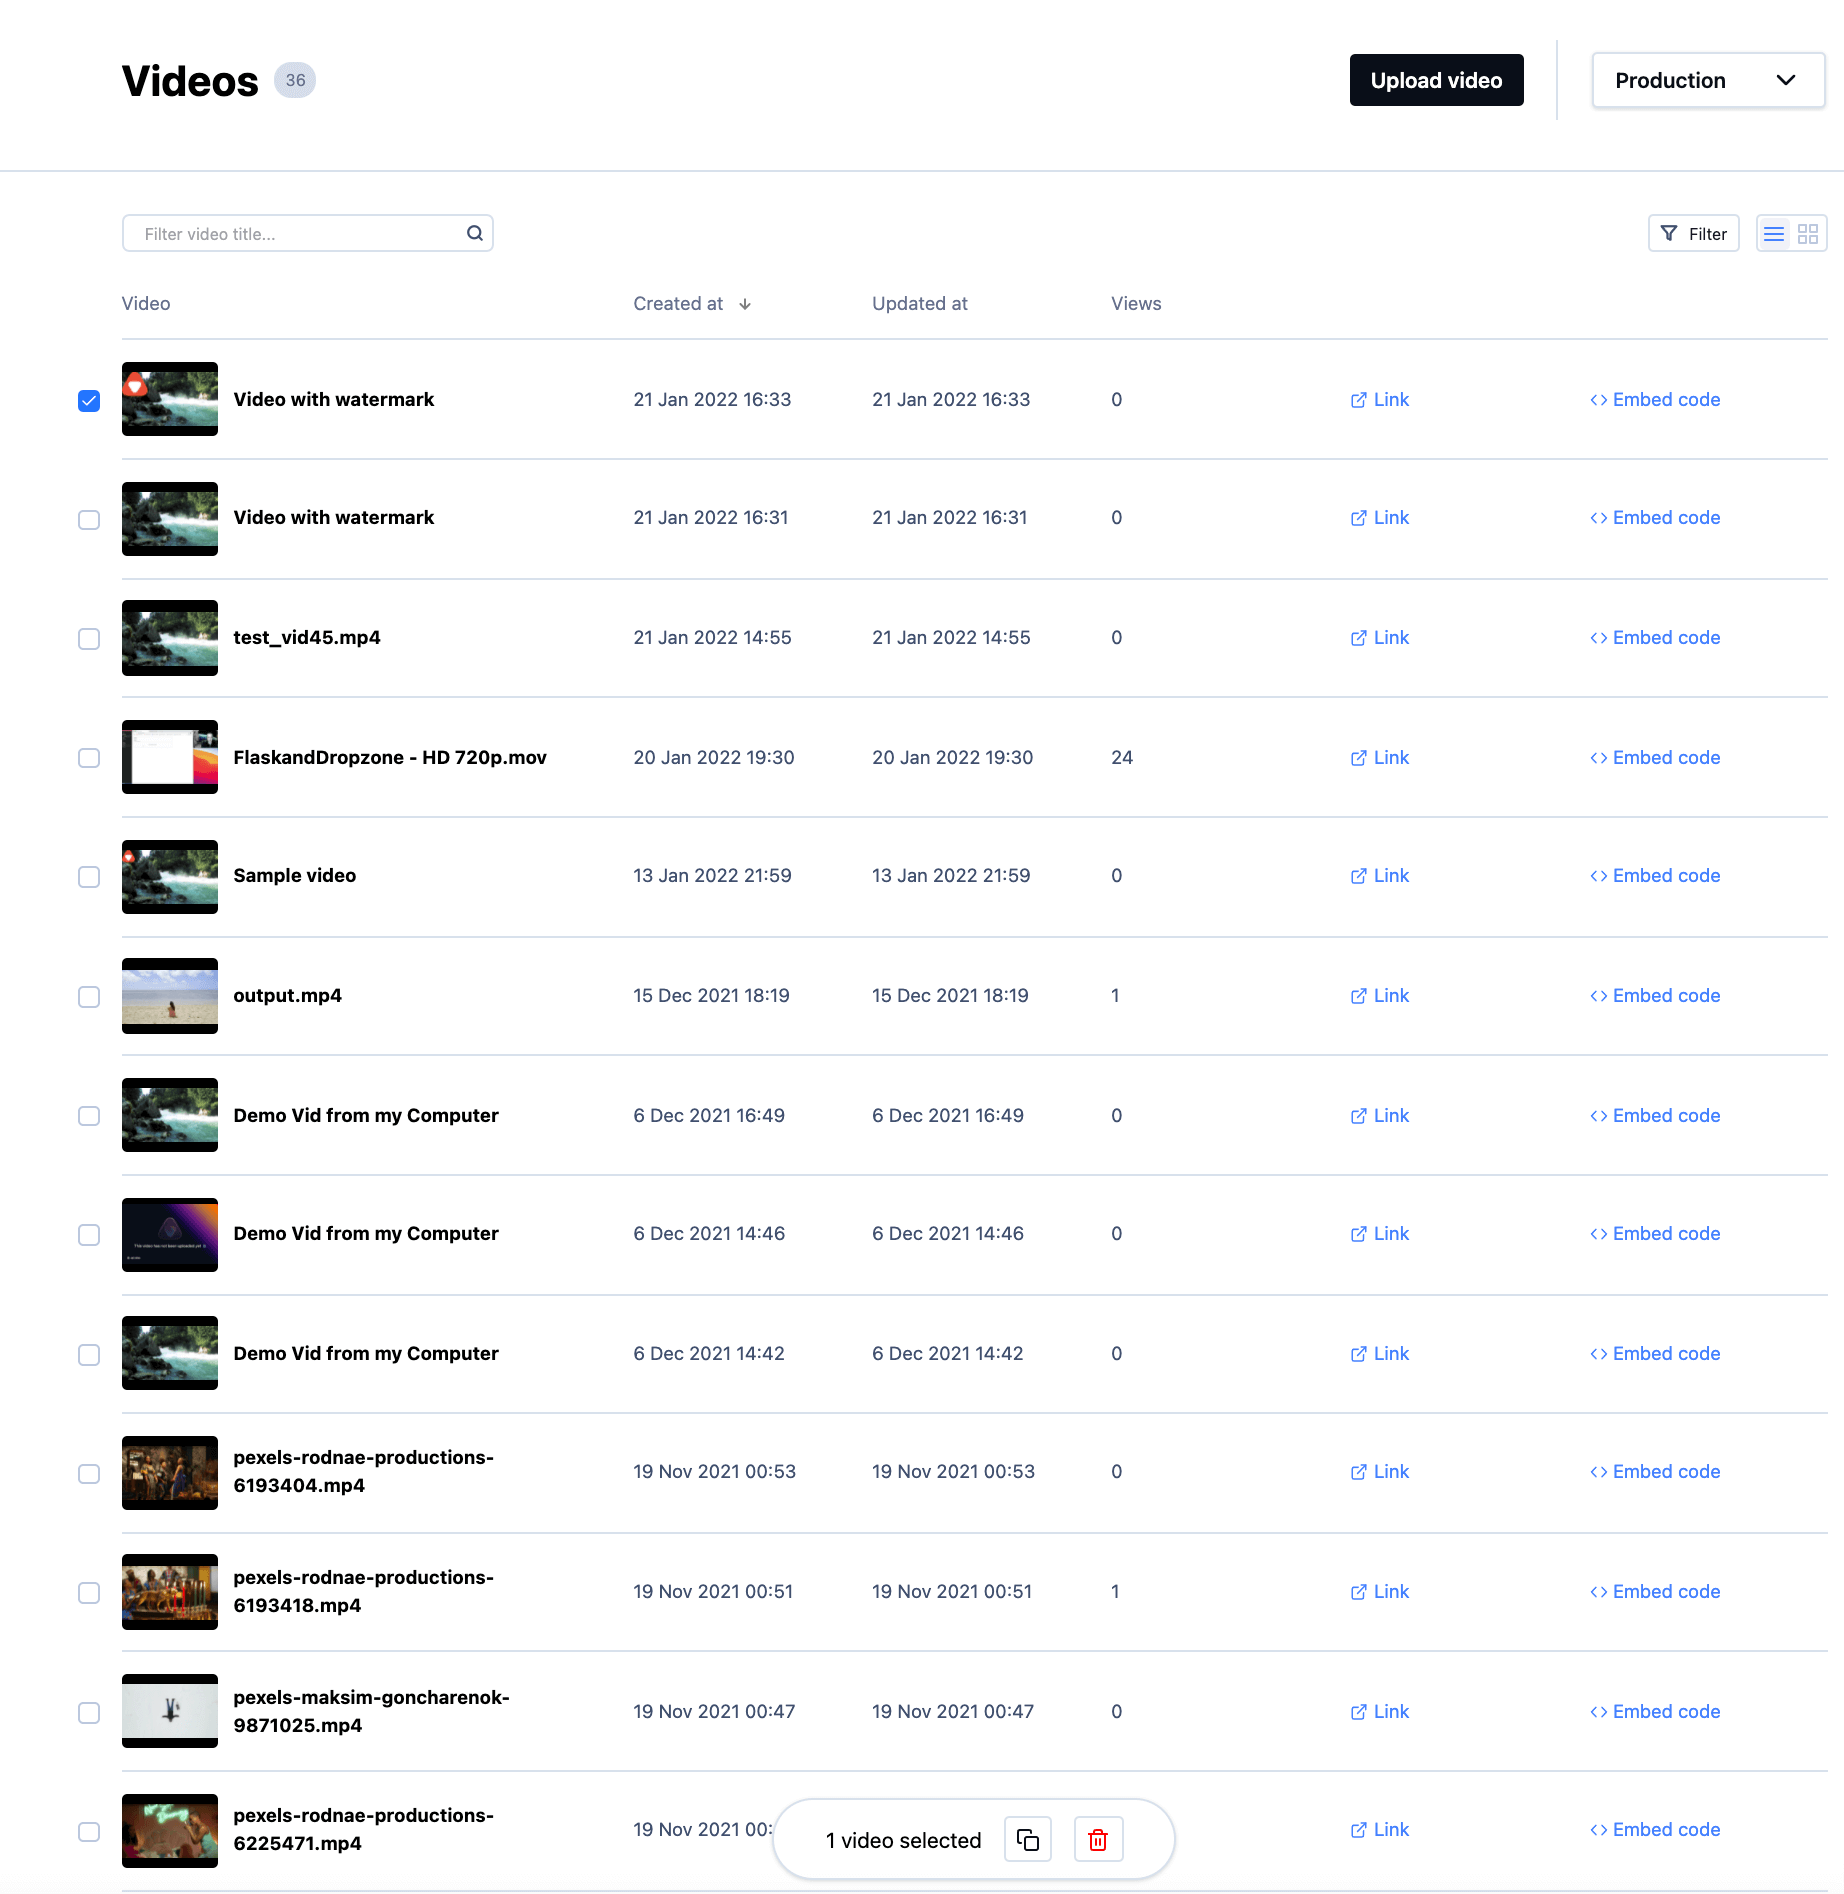 Videos 36
Upload video
Production
Filter video title...
Filter
Video Created at Updated at Views
Video with watermark 21 Jan 2022 16:33 21 Jan 2022 16:33 0 Link Embed code
Video with watermark 21 Jan 2022 16:31 21 Jan 2022 16:31 0 Link Embed code
test_vid45.mp4 21 Jan 2022 14:55 21 Jan 2022 14:55 0 Link Embed code
FlaskandDropzone - HD 720p.mov 20 Jan 2022 19:30 20 Jan 2022 19:30 24 Link Embed code
Sample video 13 Jan 2022 21:59 13 Jan 2022 21:59 0 Link Embed code
output.mp4 15 Dec 2021 18:19 15 Dec 2021 18:19 1 Link Embed code
Demo Vid from my Computer 6 Dec 2021 16:49 6 Dec 2021 16:49 0 Link Embed code
Demo Vid from my Computer 6 Dec 2021 14:46 6 Dec 2021 14:46 0 Link Embed code
Demo Vid from my Computer 6 Dec 2021 14:42 6 Dec 2021 14:42 0 Link Embed code
pexels-rodnae-productions-
6193404.mp4 19 Nov 2021 00:53 19 Nov 2021 00:53 0 Link Embed code
pexels-rodnae-productions-
6193418.mp4 19 Nov 2021 00:51 19 Nov 2021 00:51 1 Link Embed code
pexels-maksim-goncharenok-
9871025.mp4 19 Nov 2021 00:47 19 Nov 2021 00:47 0 Link Embed code
pexels-rodnae-productions-
6225471.mp4 19 Nov 2021 00: Link Embed code
1 video selected